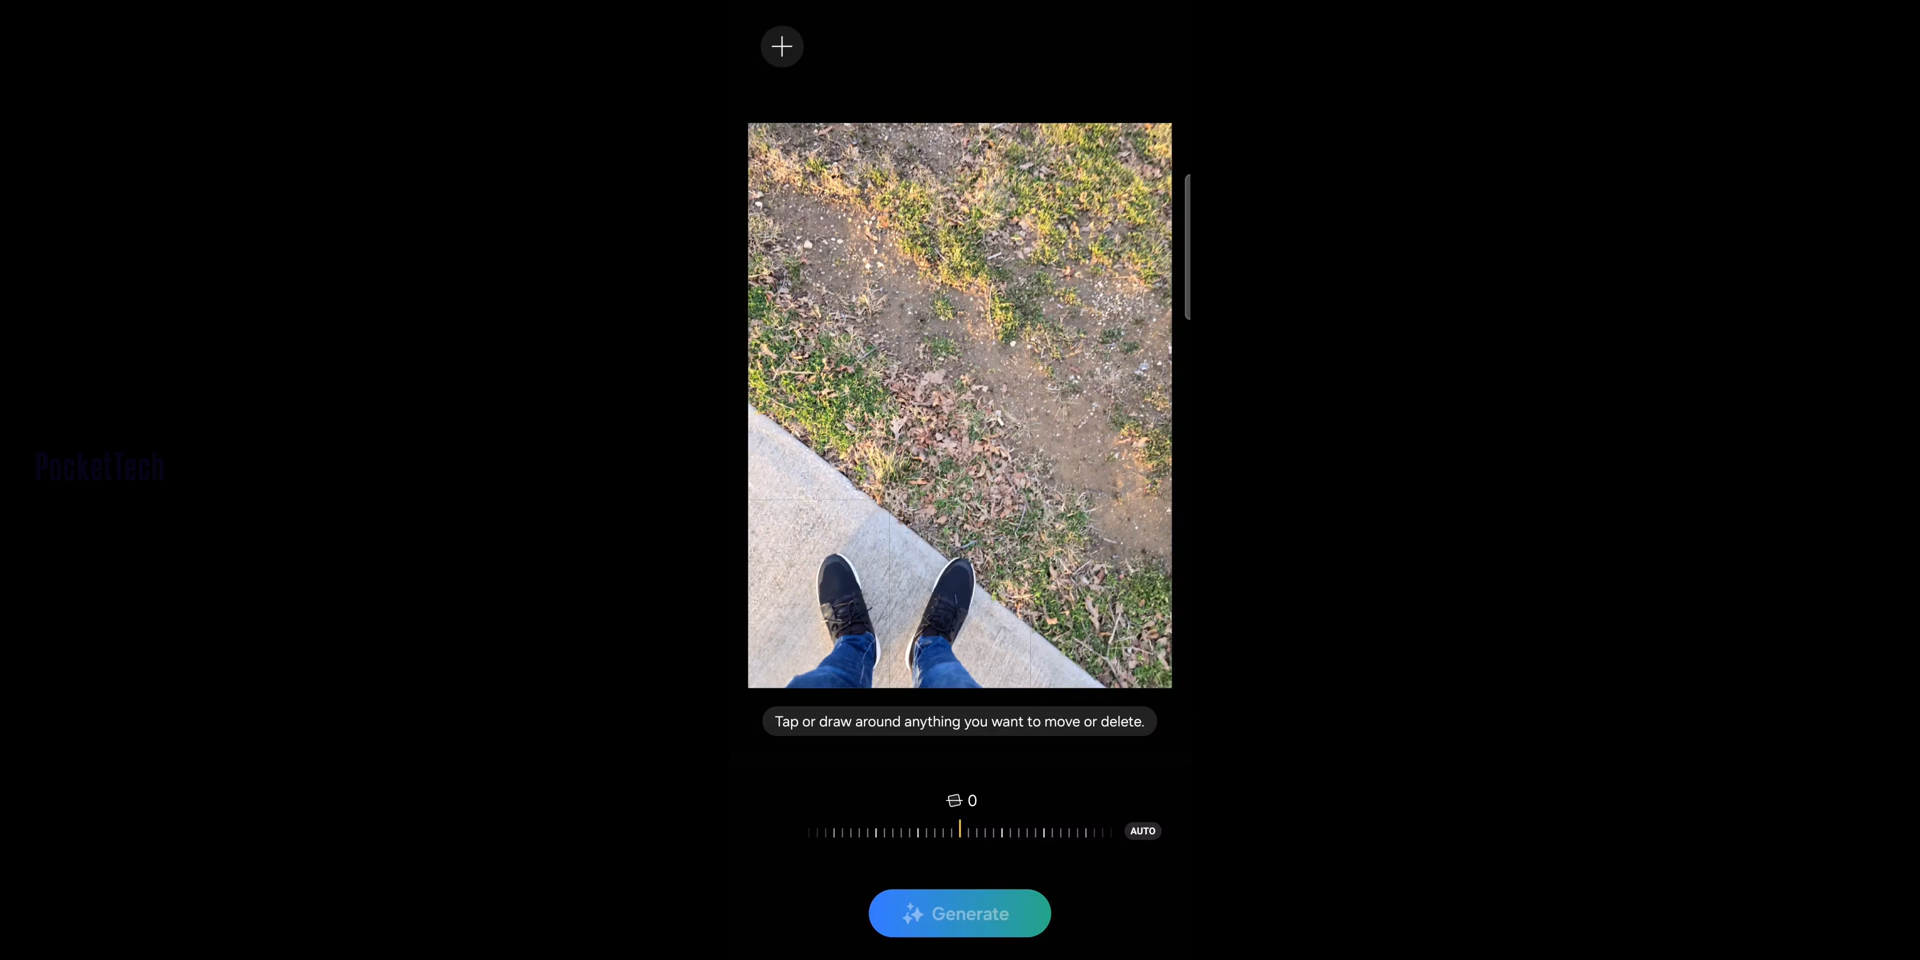 PocketTech
Tap or draw around anything you want to move or delete.
0
AUTO
Generate